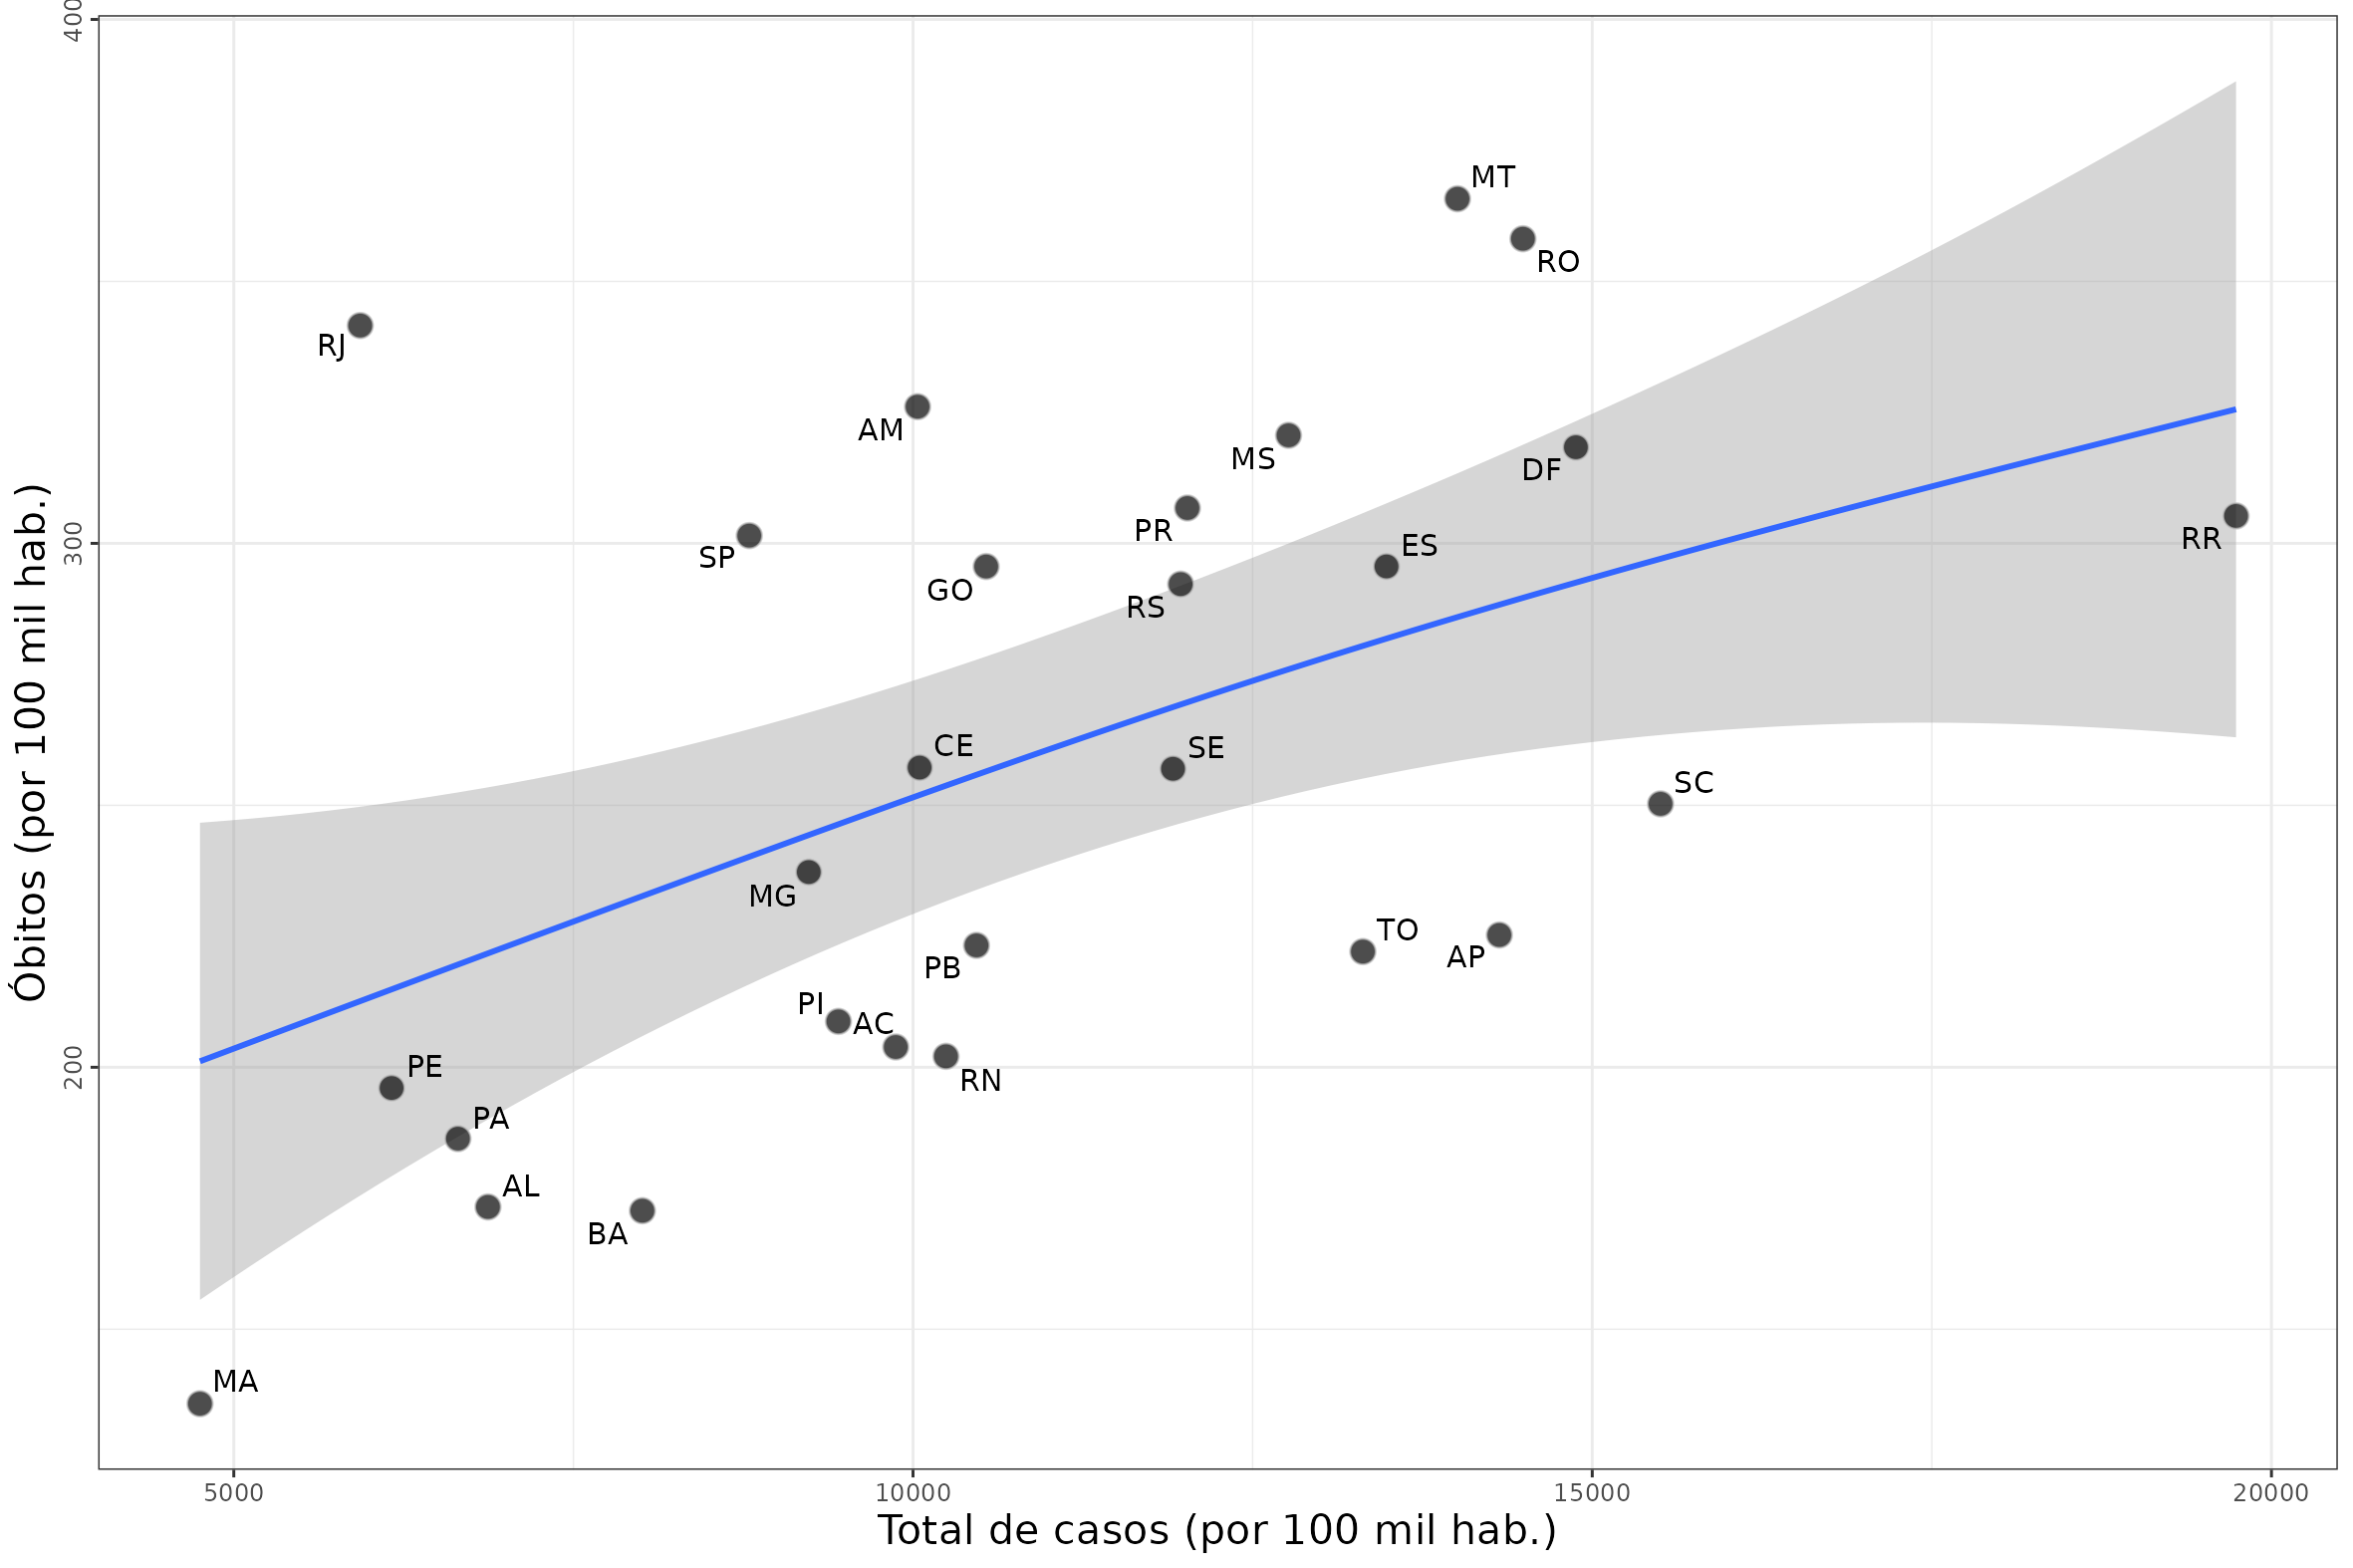 400
MT
RO
RJ
AM
MS
DF
PR
SP
ES
RR
GO
RS
300
Óbitos (por 100 mil hab.)
CE
SE
SC
MG
TO
AP
PB
PI
AC
RN
PE
200
PA
AL
BA
MA
5000
10000
15000
20000
Total de casos (por 100 mil hab.)